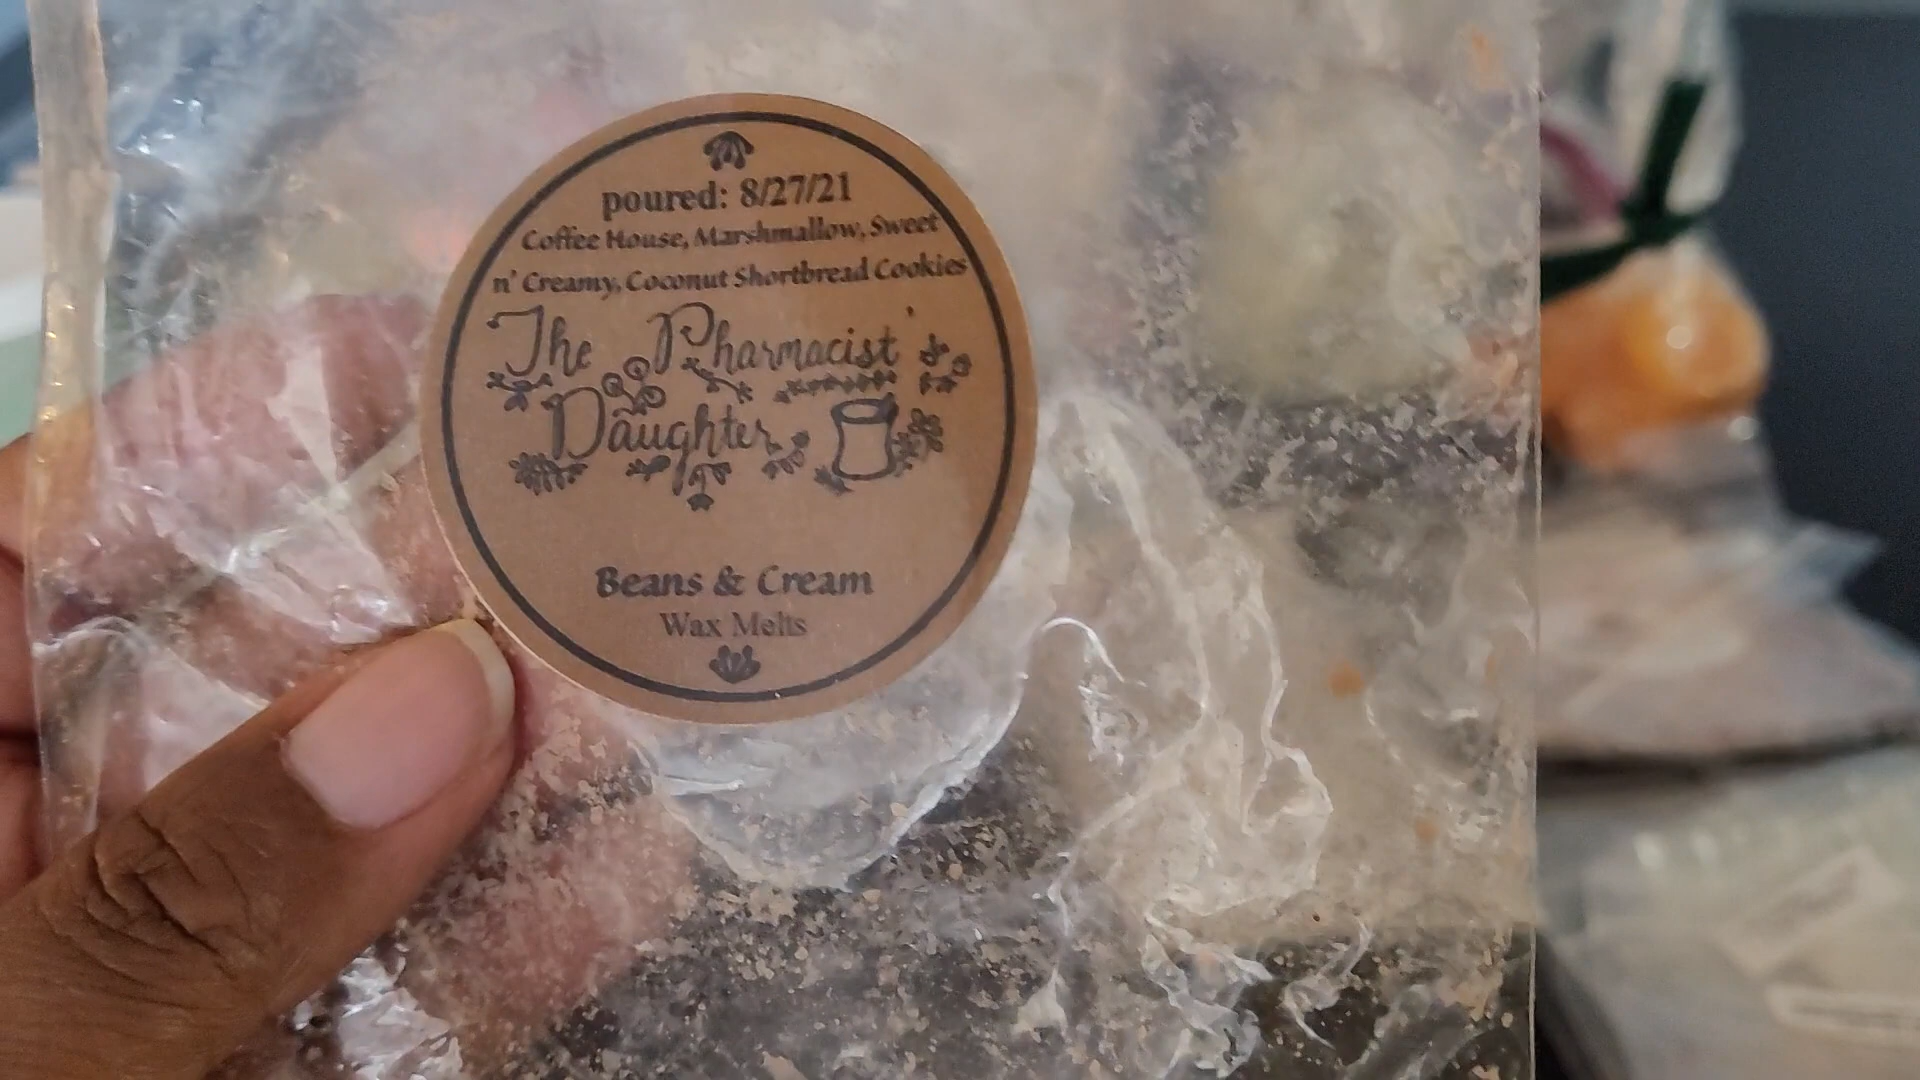 poured: 8/27/21
Coffee House, Marshmallow, Sweet
n' Creamy, Coconut Shortbread Cookies
The Pharmacist'
Daughter
Beans & Cream
Wax Melts